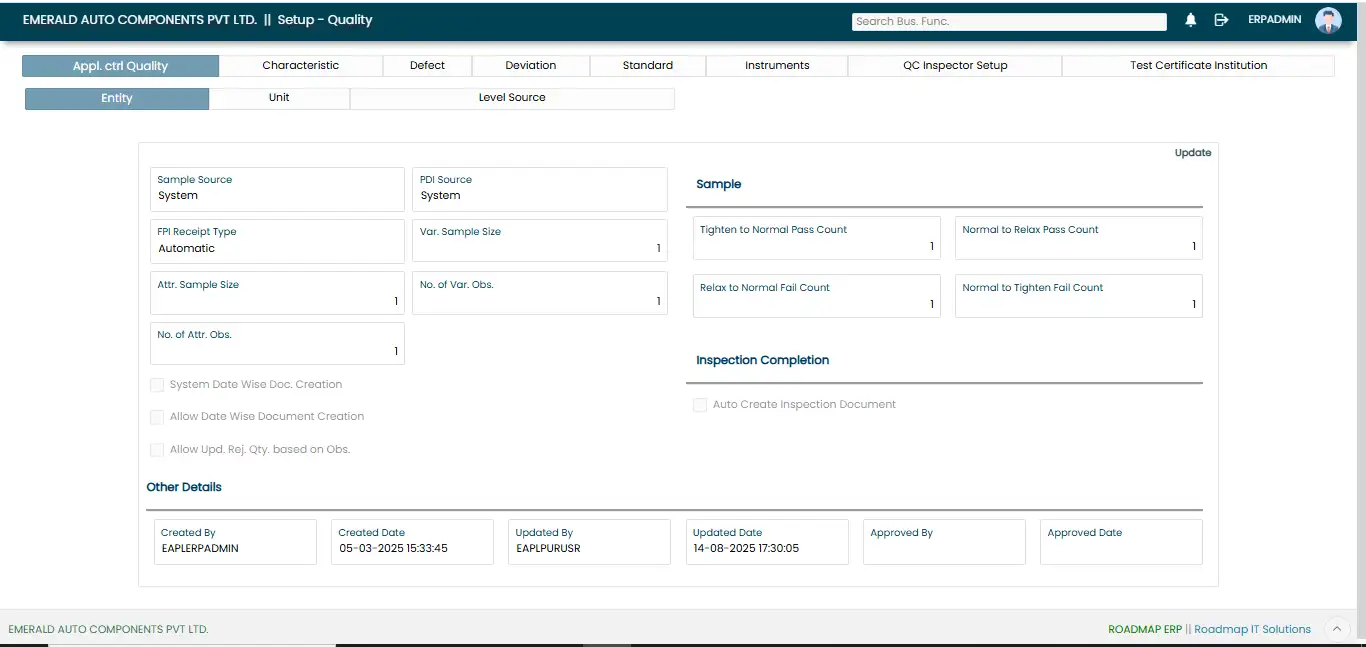 EMERALD AUTO COMPONENTS PVT LTD. || Setup - Quality
Search Bus. Func.
ERPADMIN
Appl. ctrl Quality Characteristic Defect Deviation Standard Instruments QC Inspector Setup Test Certificate Institution
Entity Unit Level Source
Update
Sample Source
System
PDI Source
System
FPI Receipt Type
Automatic
Var. Sample Size
1
Attr. Sample Size
1
No. of Var. Obs.
1
No. of Attr. Obs.
1
System Date Wise Doc. Creation
Allow Date Wise Document Creation
Allow Upd. Rej. Qty. based on Obs.
Sample
Tighten to Normal Pass Count
1
Normal to Relax Pass Count
1
Relax to Normal Fail Count
1
Normal to Tighten Fail Count
1
Inspection Completion
Auto Create Inspection Document
Other Details
Created By
EAPLERPADMIN
Created Date
05-03-2025 15:33:45
Updated By
EAPLPURUSR
Updated Date
14-08-2025 17:30:05
Approved By
Approved Date
EMERALD AUTO COMPONENTS PVT LTD.
ROADMAP ERP || Roadmap IT Solutions